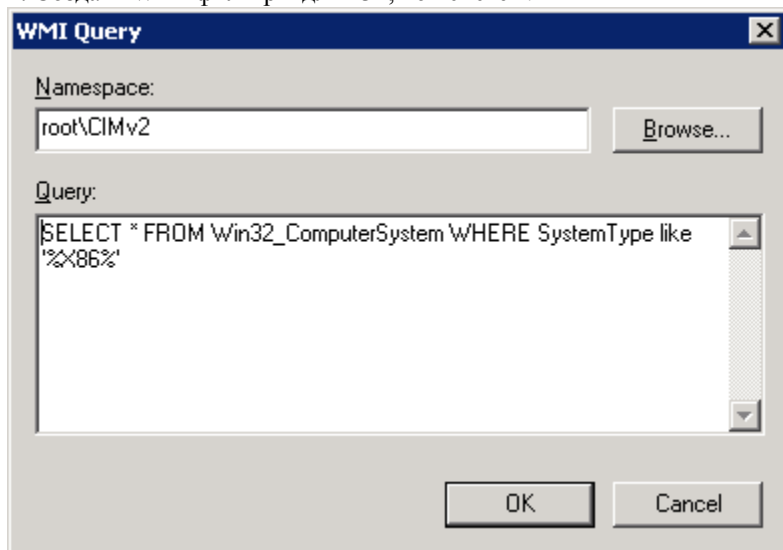 WMI Query
Namespace:
root\CIMv2
Browse...
Query:
SELECT * FROM Win32_ComputerSystem WHERE SystemType like
'%X86%'
OK
Cancel